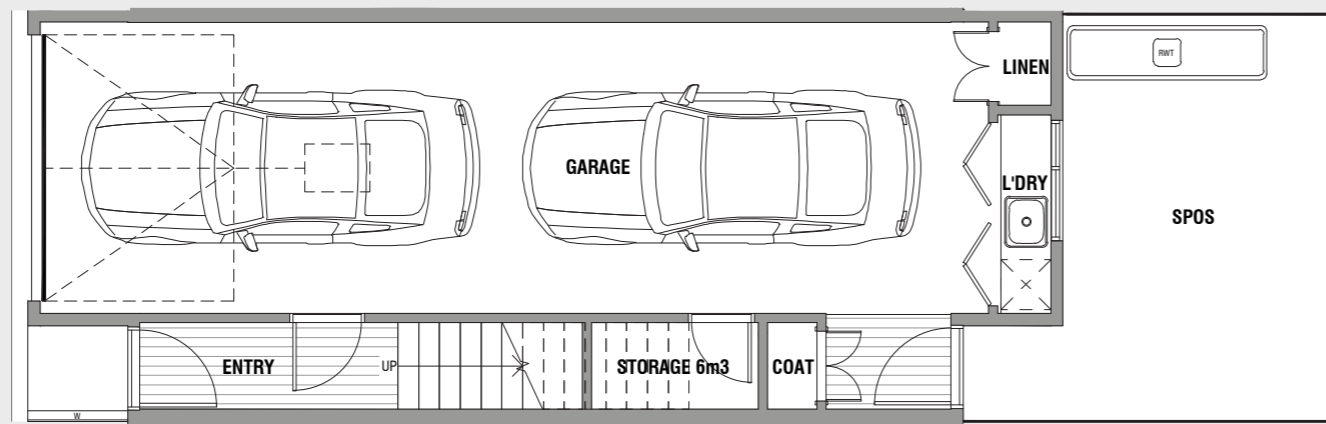 LINEN
RWT
GARAGE
L'DRY
SPOS
ENTRY
UP
STORAGE 6m3
COAT
W